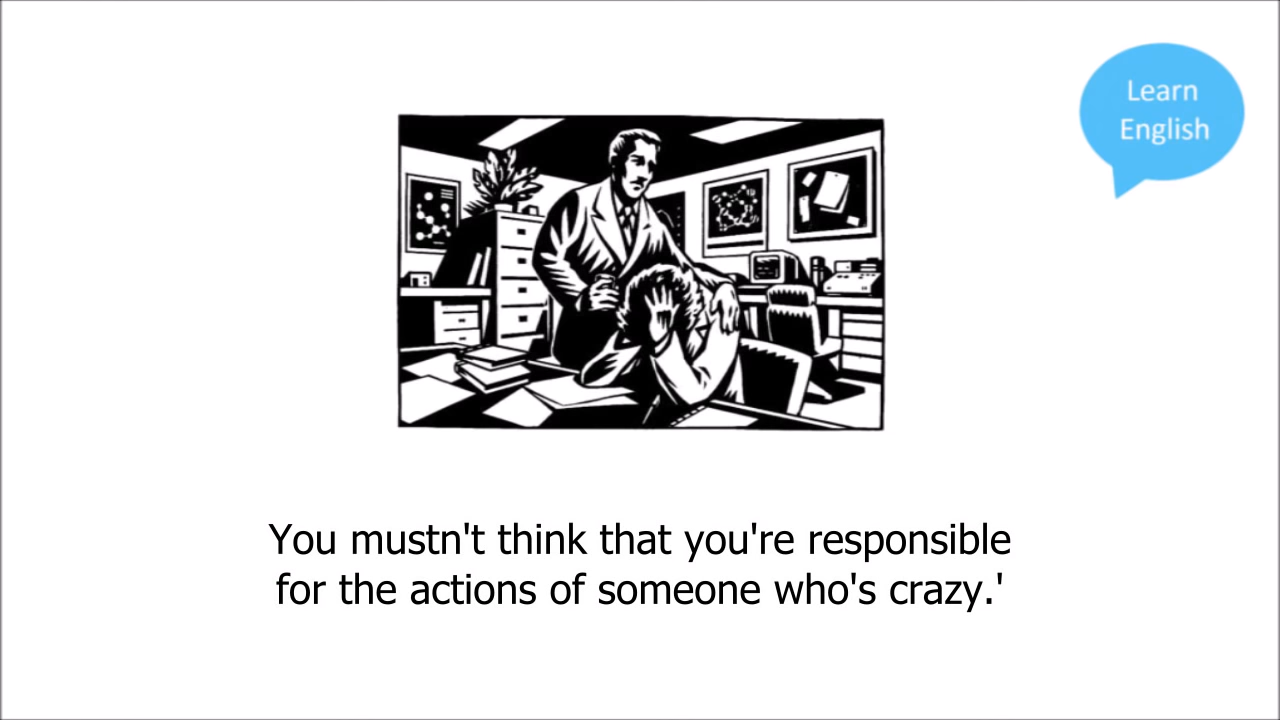 Learn
English
You mustn't think that you're responsible
for the actions of someone who's crazy.'